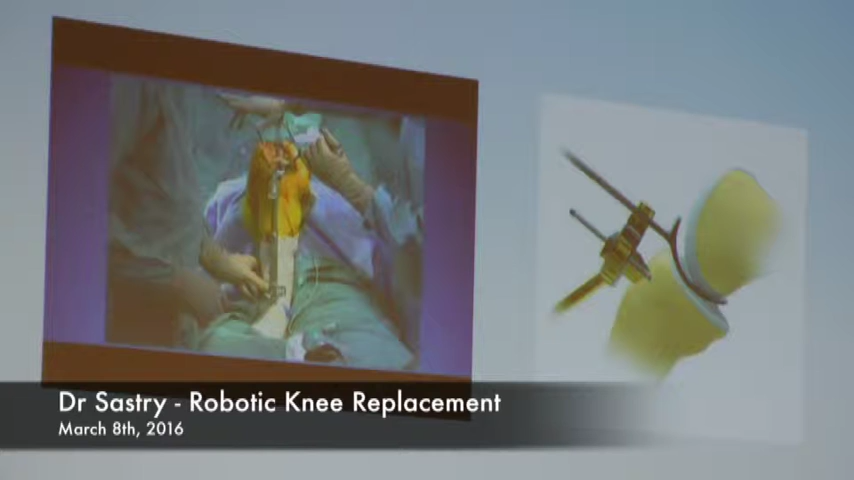 Dr Sastry - Robotic Knee Replacement
March 8th, 2016